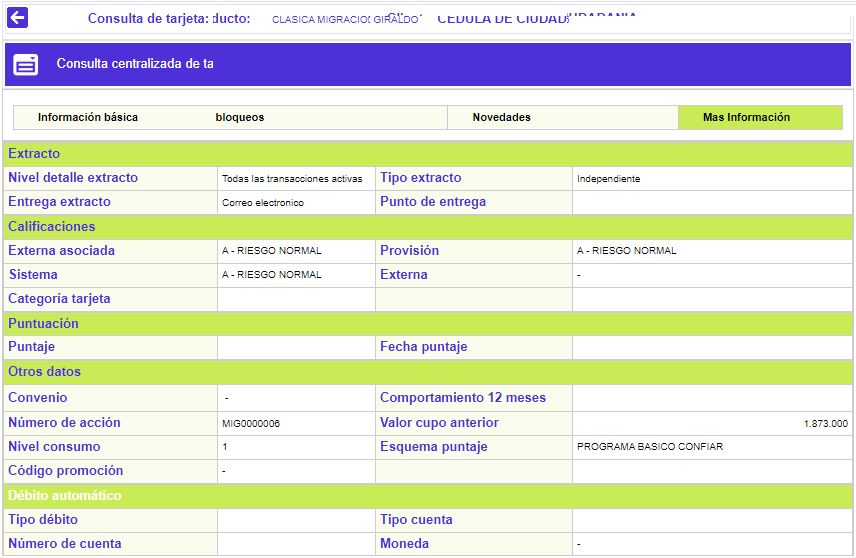 Consulta de tarjeta: ducto: CLASICA MIGRACIO GIRALDO CEDULA DE CIUDAD
Consulta centralizada de ta
Información básica bloqueos Novedades Mas Información
Extracto
Nivel detalle extracto Todas las transacciones activas Tipo extracto Independiente
Entrega extracto Correo electronico Punto de entrega
Calificaciones
Externa asociada A - RIESGO NORMAL Provisión A - RIESGO NORMAL
Sistema A - RIESGO NORMAL Externa -
Categoría tarjeta
Puntuación
Puntaje Fecha puntaje
Otros datos
Convenio - Comportamiento 12 meses
Número de acción MIG0000006 Valor cupo anterior 1.873.000
Nivel consumo 1 Esquema puntaje PROGRAMA BASICO CONFIAR
Código promoción -
Débito automático
Tipo débito Tipo cuenta
Número de cuenta Moneda -